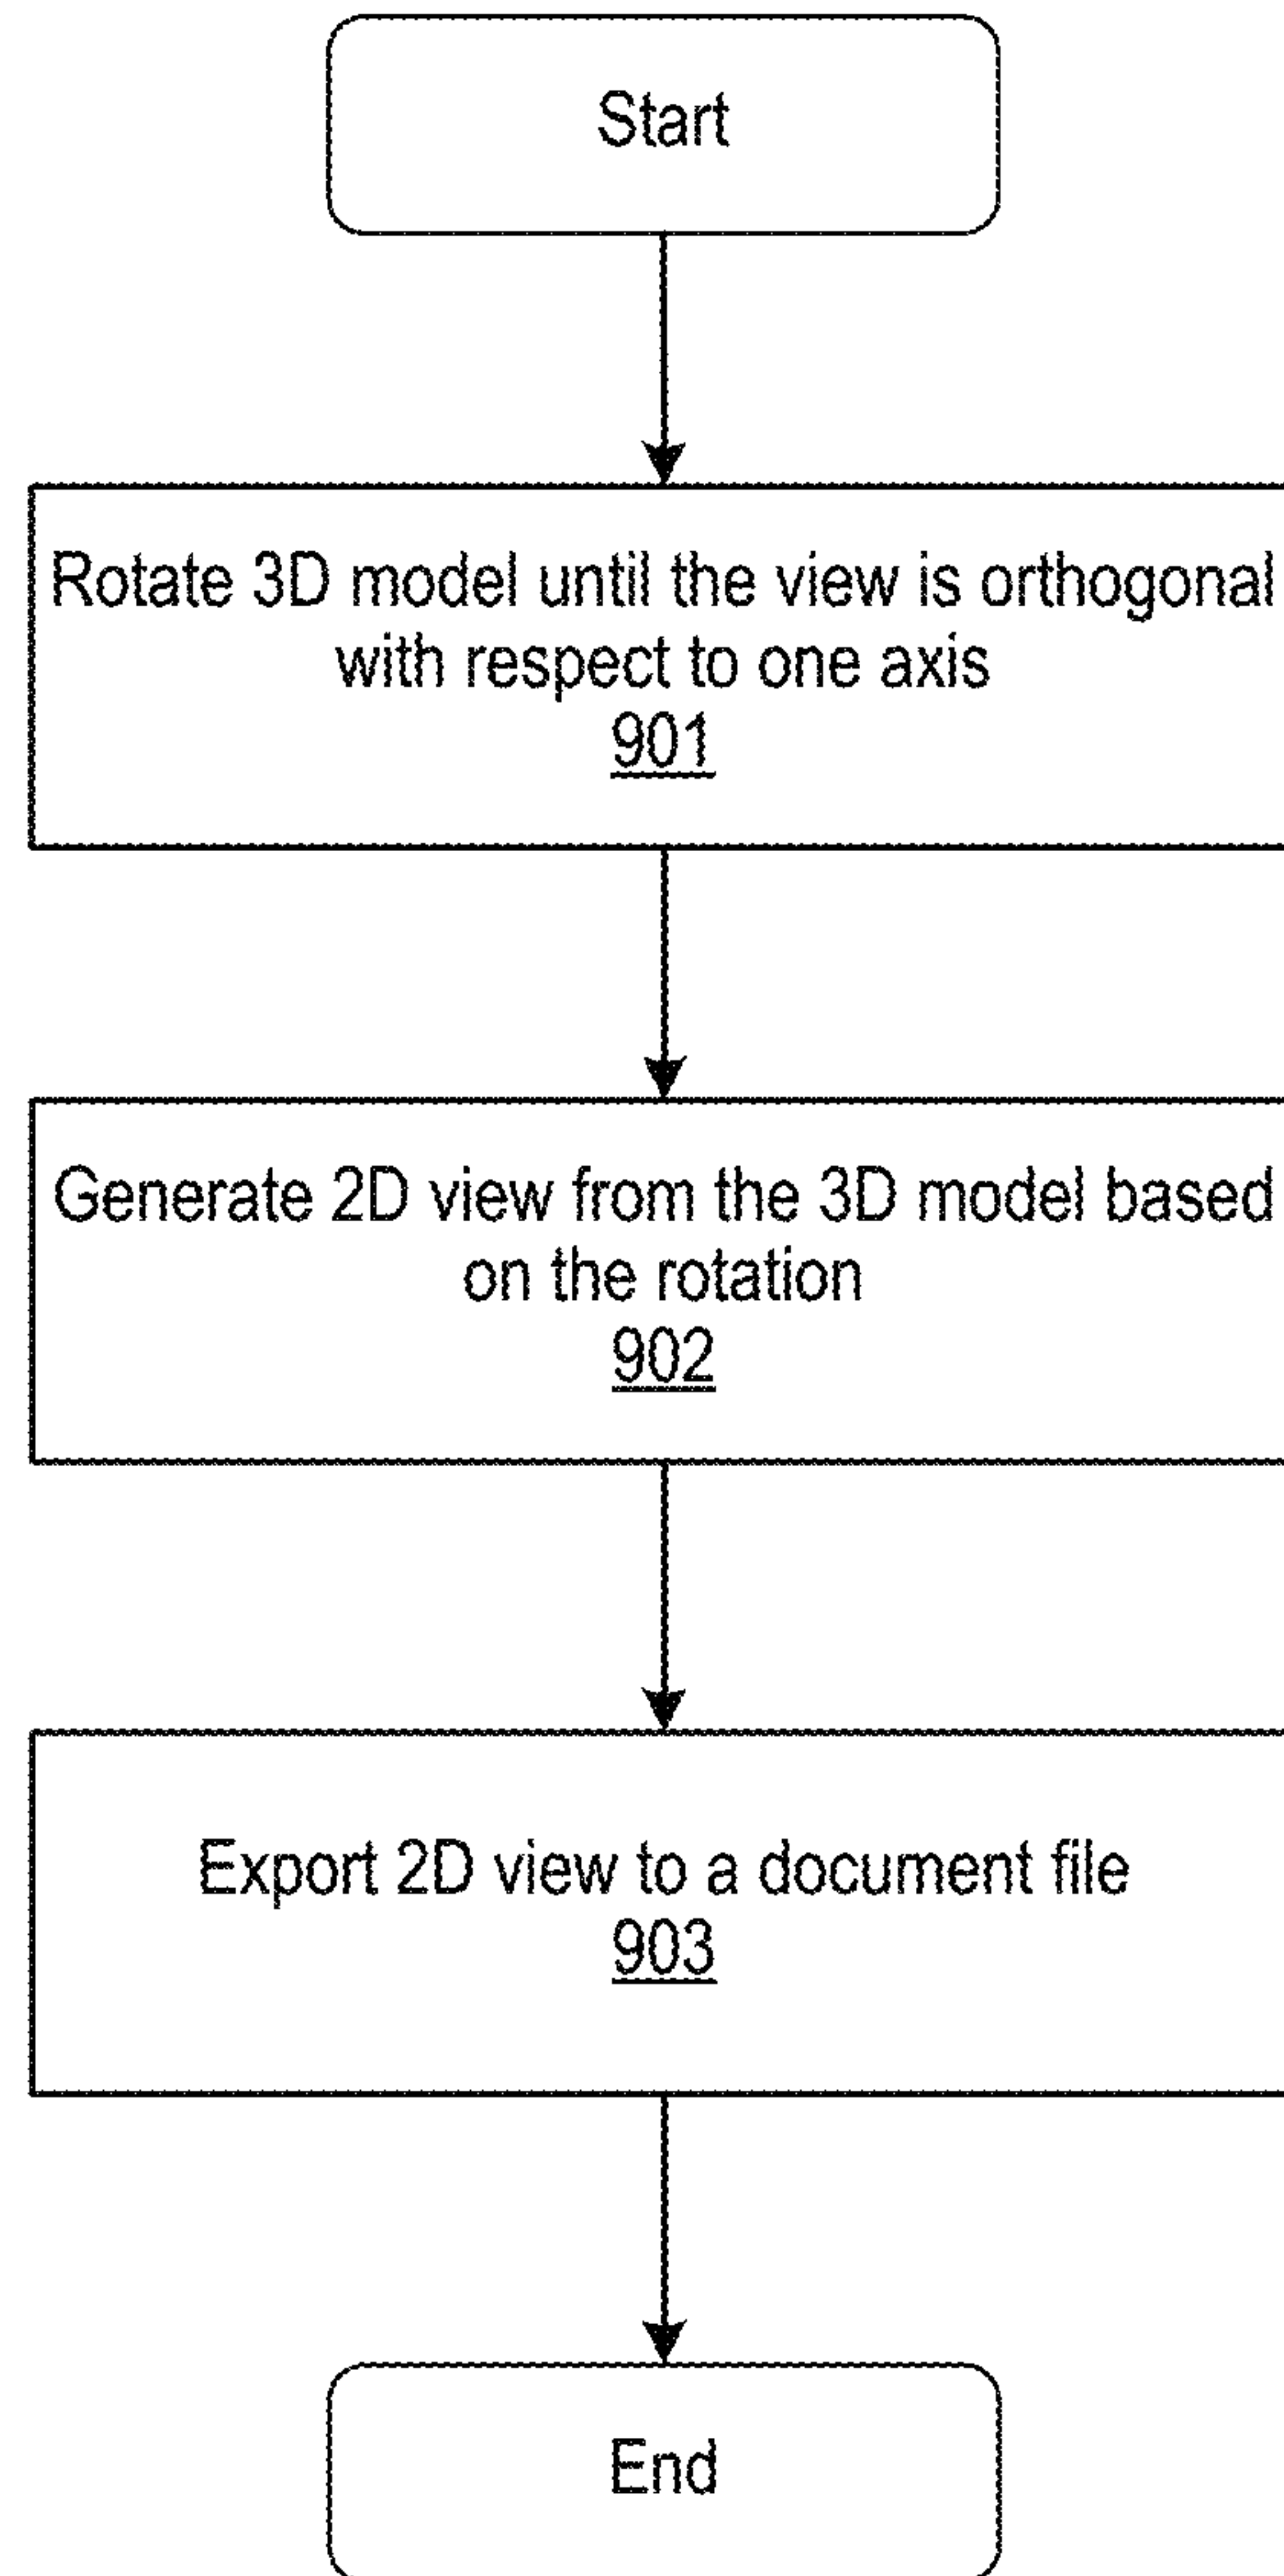 Start
Rotate 3D model until the view is orthogonal
with respect to one axis
901
Generate 2D view from the 3D model based
on the rotation
902
Export 2D view to a document file
903
End